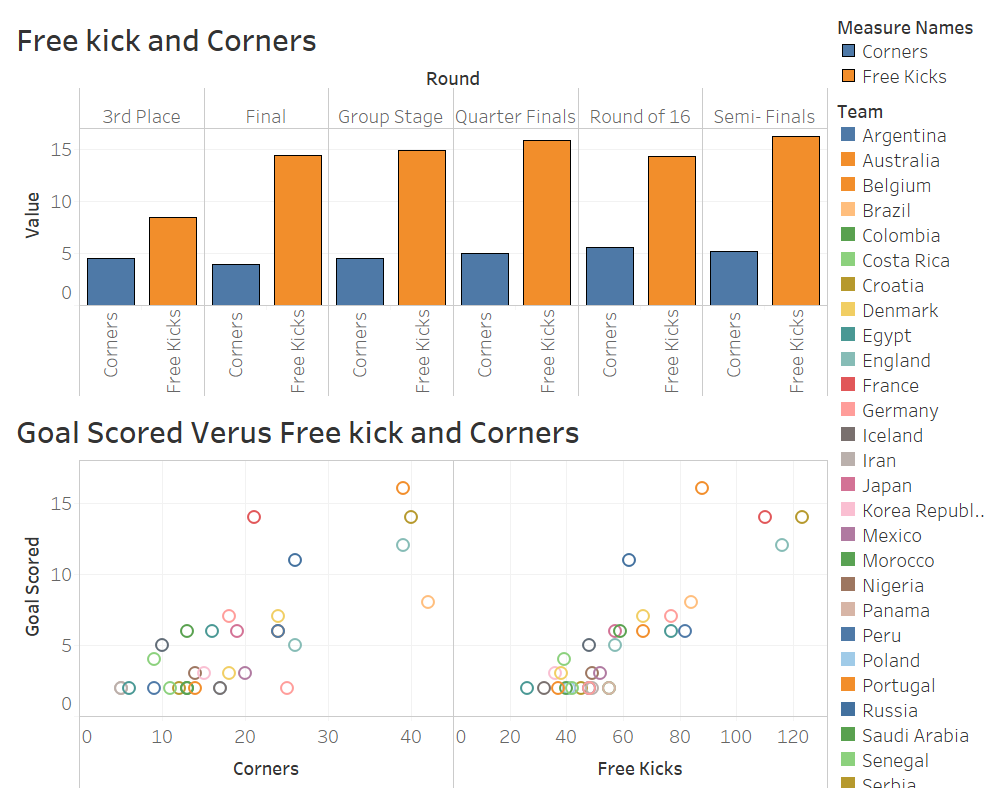 Free kick and Corners
Round
3rd Place Final Group Stage Quarter Finals Round of 16 Semi- Finals
15
10
5
0
Value
Corners Free Kicks Corners Free Kicks Corners Free Kicks Corners Free Kicks Corners Free Kicks Corners Free Kicks
Goal Scored Verus Free kick and Corners
15
10
5
0
Goal Scored
0 10 20 30 40 0 20 40 60 80 100 120
Corners Free Kicks
Measure Names
Corners
Free Kicks
Team
Argentina
Australia
Belgium
Brazil
Colombia
Costa Rica
Croatia
Denmark
Egypt
England
France
Germany
Iceland
Iran
Japan
Korea Republ..
Mexico
Morocco
Nigeria
Panama
Peru
Poland
Portugal
Russia
Saudi Arabia
Senegal
Serbia